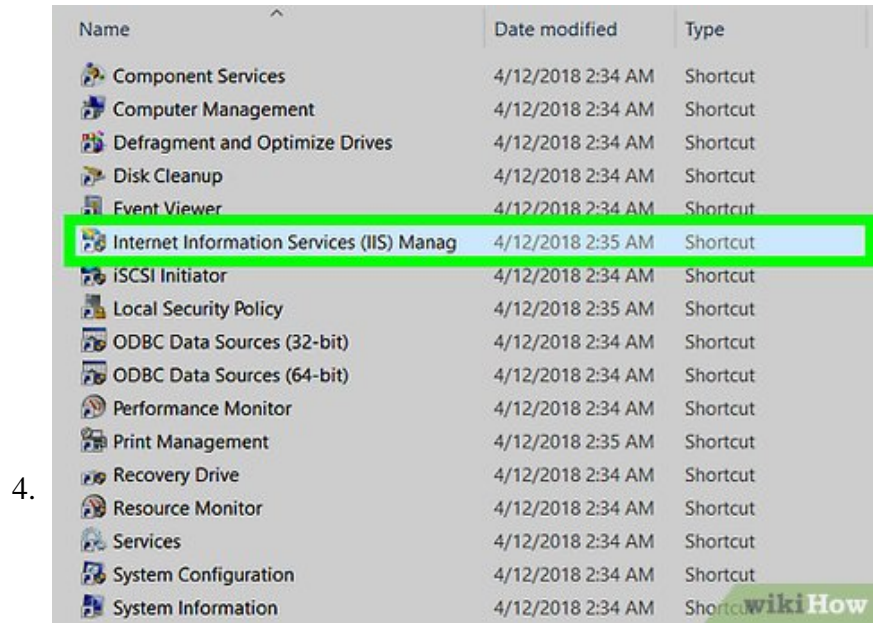 Name Date modified Type
Component Services 4/12/2018 2:34 AM Shortcut
Computer Management 4/12/2018 2:34 AM Shortcut
Defragment and Optimize Drives 4/12/2018 2:34 AM Shortcut
Disk Cleanup 4/12/2018 2:34 AM Shortcut
Event Viewer 4/12/2018 2:34 AM Shortcut
Internet Information Services (IIS) Manag 4/12/2018 2:35 AM Shortcut
iSCSI Initiator 4/12/2018 2:34 AM Shortcut
Local Security Policy 4/12/2018 2:35 AM Shortcut
ODBC Data Sources (32-bit) 4/12/2018 2:34 AM Shortcut
ODBC Data Sources (64-bit) 4/12/2018 2:34 AM Shortcut
Performance Monitor 4/12/2018 2:34 AM Shortcut
Print Management 4/12/2018 2:35 AM Shortcut
4. Recovery Drive 4/12/2018 2:34 AM Shortcut
Resource Monitor 4/12/2018 2:34 AM Shortcut
Services 4/12/2018 2:34 AM Shortcut
System Configuration 4/12/2018 2:34 AM Shortcut
System Information 4/12/2018 2:34 AM Shortcu wikiHow